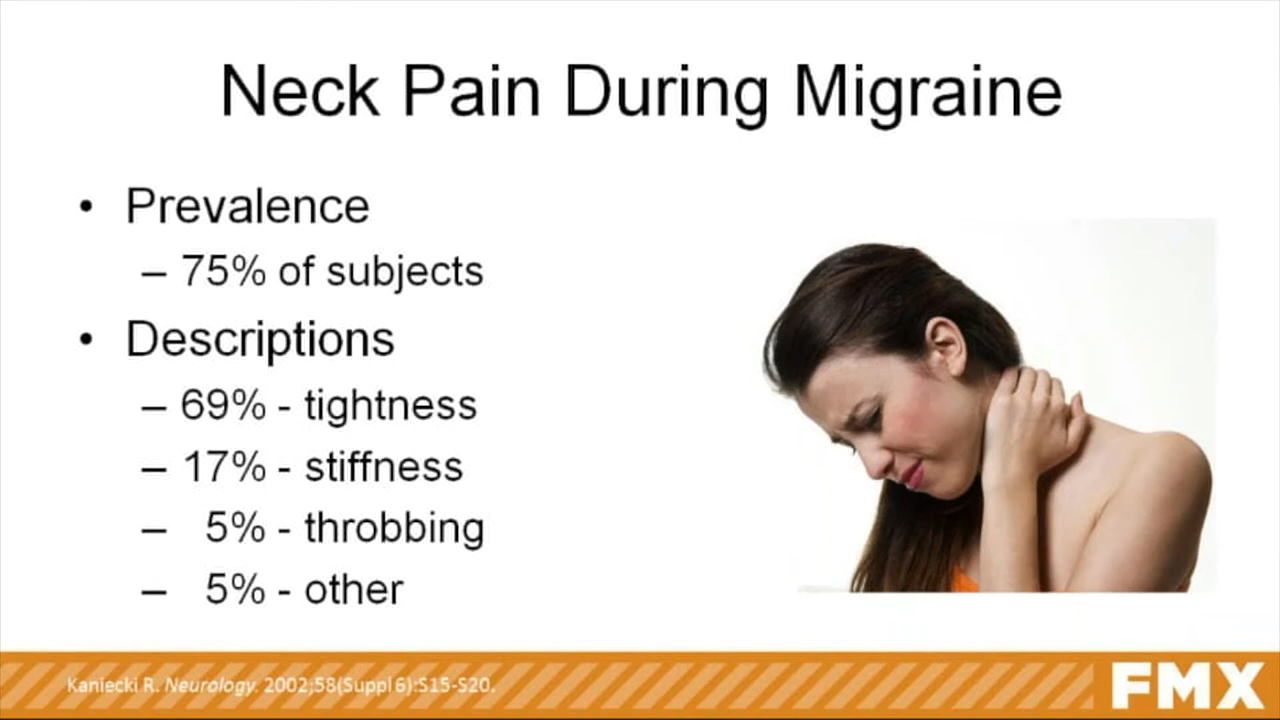 Neck Pain During Migraine
• Prevalence
– 75% of subjects
• Descriptions
– 69% - tightness
– 17% - stiffness
– 5% - throbbing
– 5% - other
Kaniecki R. Neurology. 2002;58(Suppl 6):S15-S20.
FMX